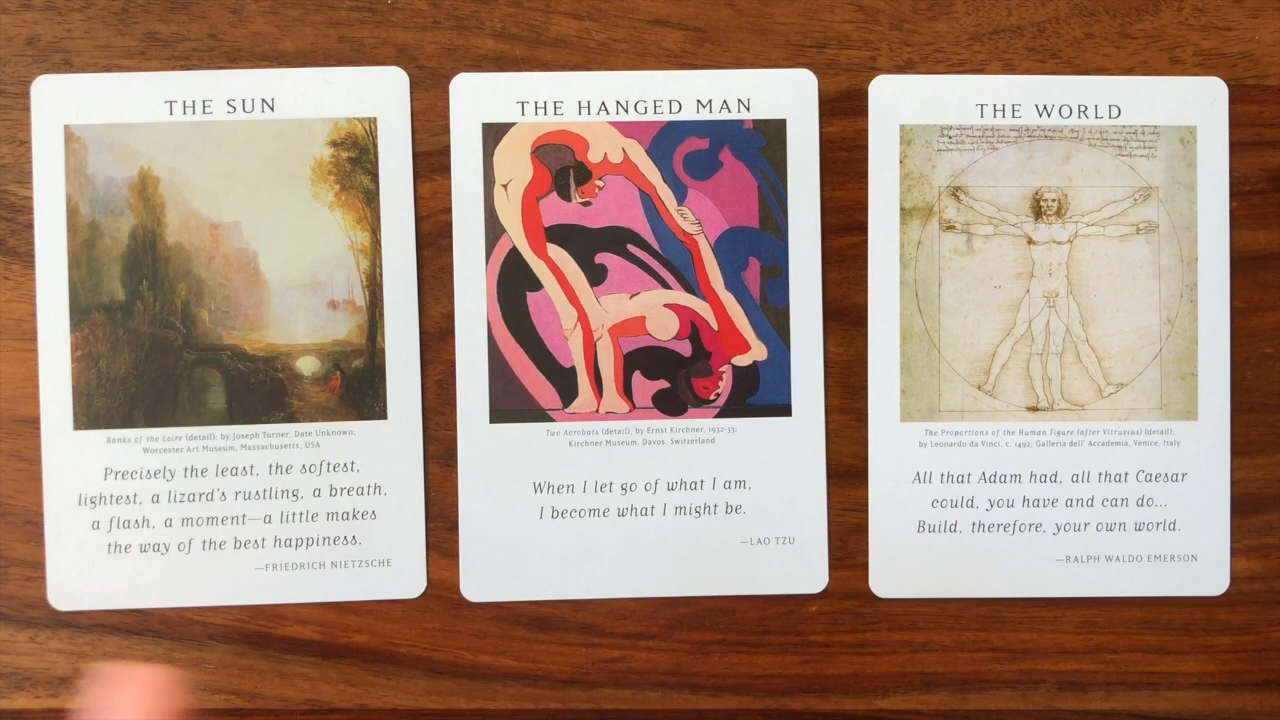 THE SUN
Banks of the Loire (detail); by Joseph Turner, Date Unknown;
Worcester Art Museum, Massachusetts, USA
Precisely the least, the softest,
lightest, a lizard's rustling, a breath,
a flash, a moment—a little makes
the way of the best happiness.
—FRIEDRICH NIETZSCHE
THE HANGED MAN
Two Acrobats (detail); by Ernst Kirchner, 1932-33;
Kirchner Museum, Davos, Switzerland
When I let go of what I am,
I become what I might be.
—LAO TZU
THE WORLD
The Proportions of the Human Figure (after Vitruvius) (detail);
by Leonardo da Vinci, c. 1492; Galleria dell' Accademia, Venice, Italy
All that Adam had, all that Caesar
could, you have and can do...
Build, therefore, your own world.
—RALPH WALDO EMERSON